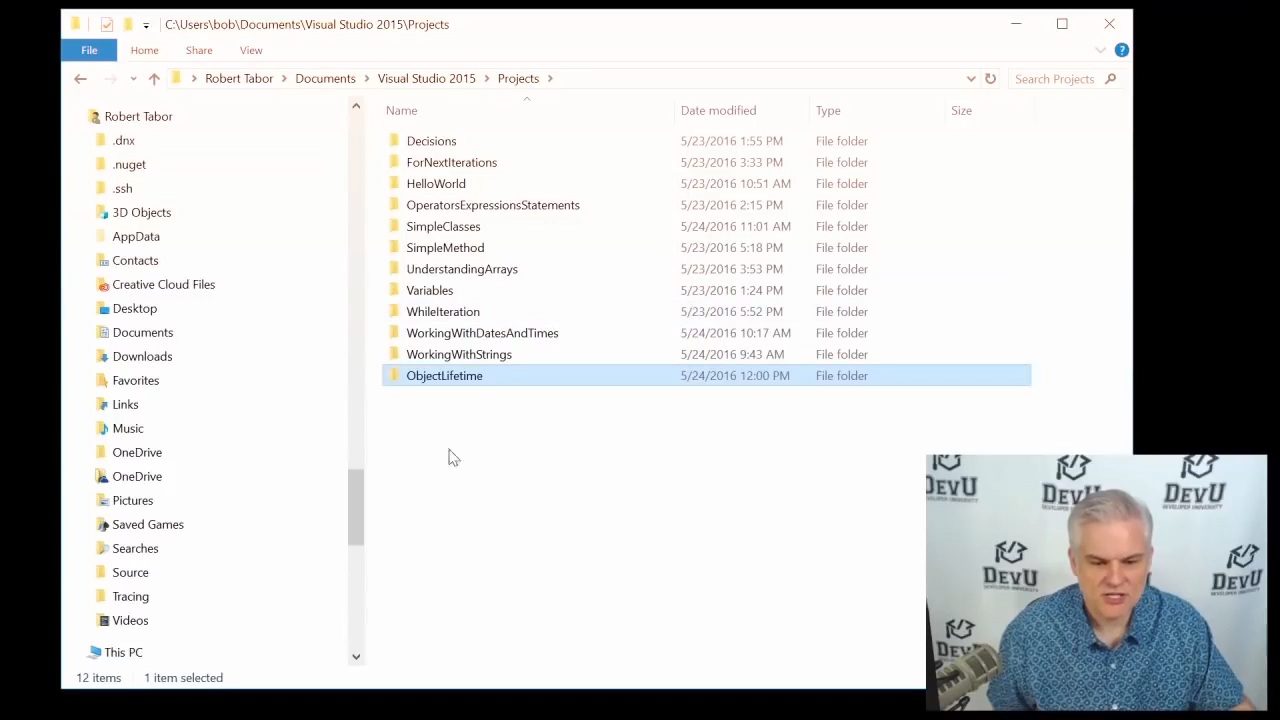 C:\Users\bob\Documents\Visual Studio 2015\Projects
File Home Share View
Robert Tabor Documents Visual Studio 2015 Projects Search Projects
Name Date modified Type Size
Robert Tabor
.dnx
.nuget
.ssh
3D Objects
AppData
Contacts
Creative Cloud Files
Desktop
Documents
Downloads
Favorites
Links
Music
OneDrive
OneDrive
Pictures
Saved Games
Searches
Source
Tracing
Videos
This PC
Decisions 5/23/2016 1:55 PM File folder
ForNextIterations 5/23/2016 3:33 PM File folder
HelloWorld 5/23/2016 10:51 AM File folder
OperatorsExpressionsStatements 5/23/2016 2:15 PM File folder
SimpleClasses 5/24/2016 11:01 AM File folder
SimpleMethod 5/23/2016 5:18 PM File folder
UnderstandingArrays 5/23/2016 3:53 PM File folder
Variables 5/23/2016 1:24 PM File folder
WhileIteration 5/23/2016 5:52 PM File folder
WorkingWithDatesAndTimes 5/24/2016 10:17 AM File folder
WorkingWithStrings 5/24/2016 9:43 AM File folder
ObjectLifetime 5/24/2016 12:00 PM File folder
12 items 1 item selected
DEVU
DEVELOPER UNIVERSITY
DEVU
DEVELOPER UNIVERSITY
DEVU
DEVELOPER UNIVERSITY
DEVU
DEVELOPER UNIVERSITY
DEVU
DEVELOPER UNIVERSITY